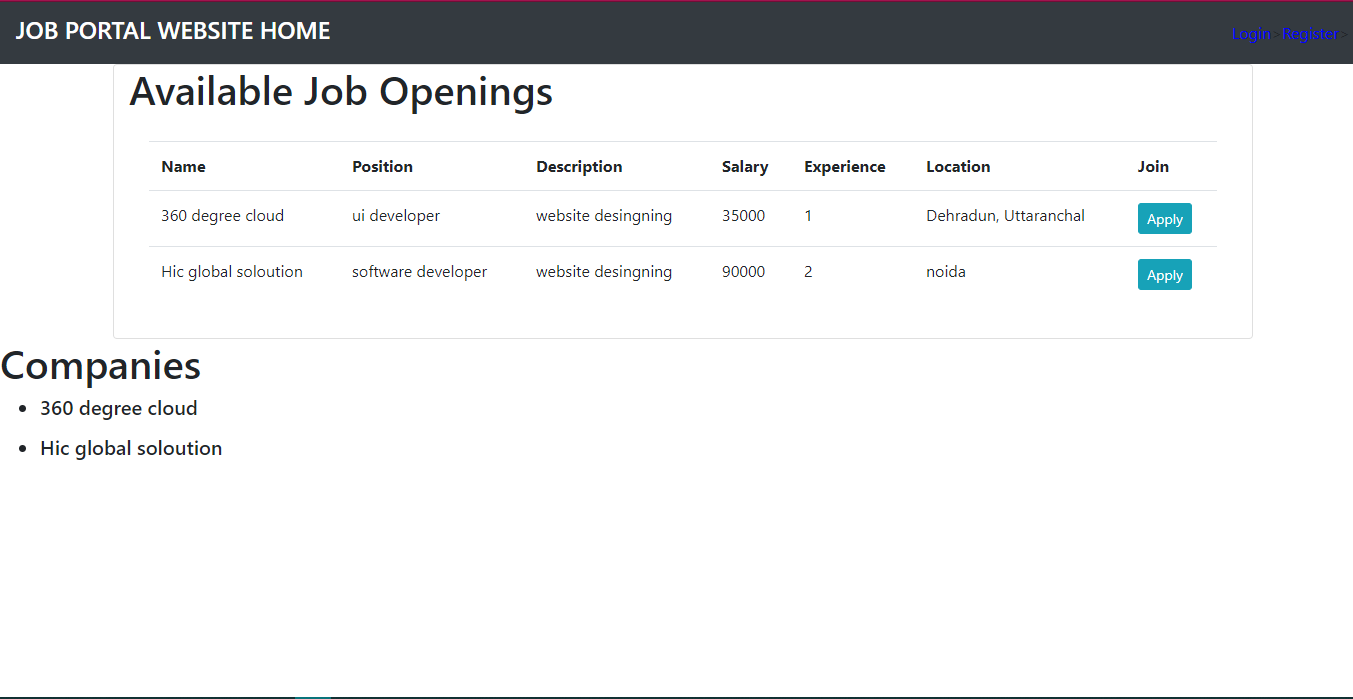 JOB PORTAL WEBSITE HOME
Login> Register>
Available Job Openings
Name Position Description Salary Experience Location Join
360 degree cloud ui developer website desingning 35000 1 Dehradun, Uttaranchal Apply
Hic global soloution software developer website desingning 90000 2 noida Apply
Companies
360 degree cloud
Hic global soloution